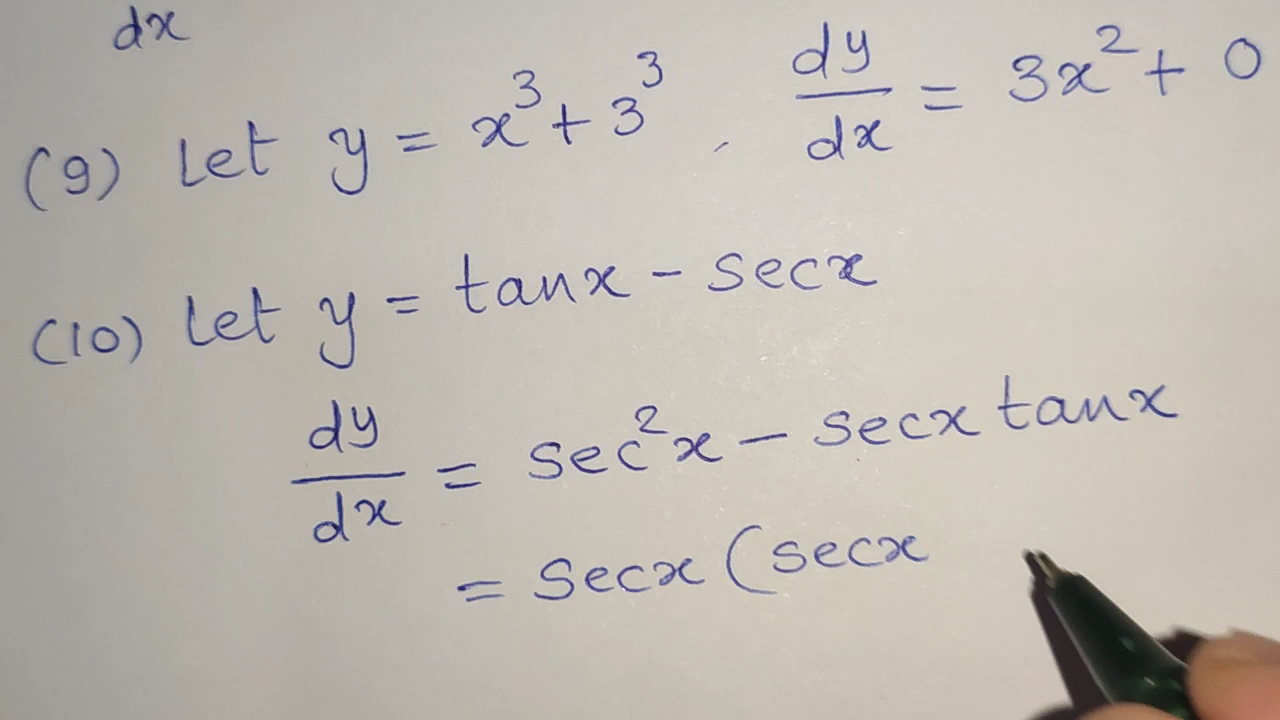 dx
(9) Let y = x³ + 3³ , dy/dx = 3x² + 0
(10) Let y = tanx - secx
dy/dx = sec²x - secx tanx
= Secx (secx